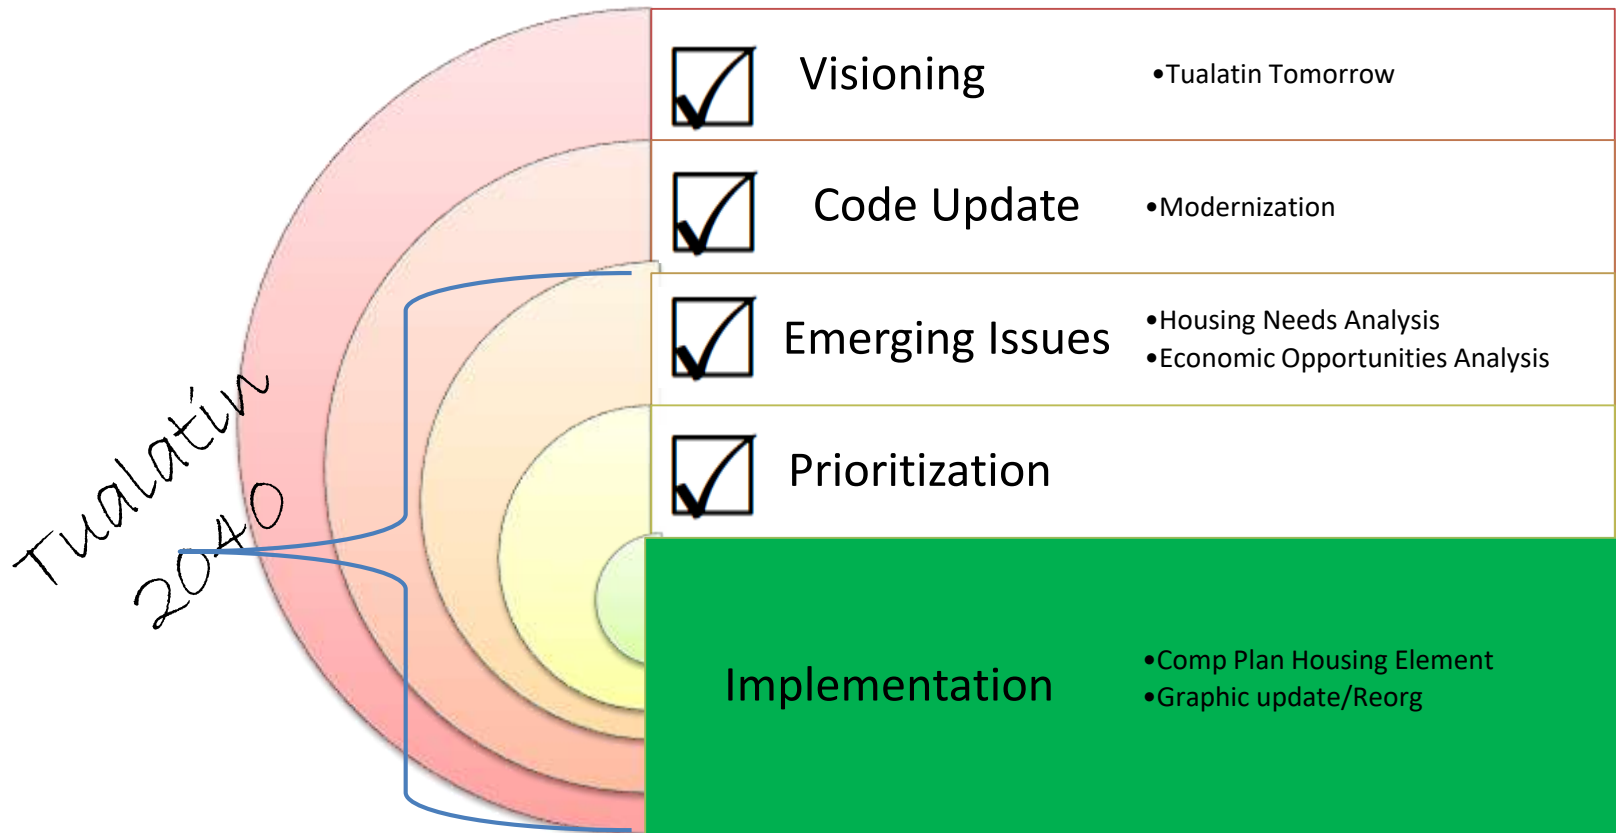 Visioning
•Tualatin Tomorrow
Code Update
•Modernization
Emerging Issues
•Housing Needs Analysis
•Economic Opportunities Analysis
Prioritization
Implementation
•Comp Plan Housing Element
•Graphic update/Reorg
Tualatin
2040